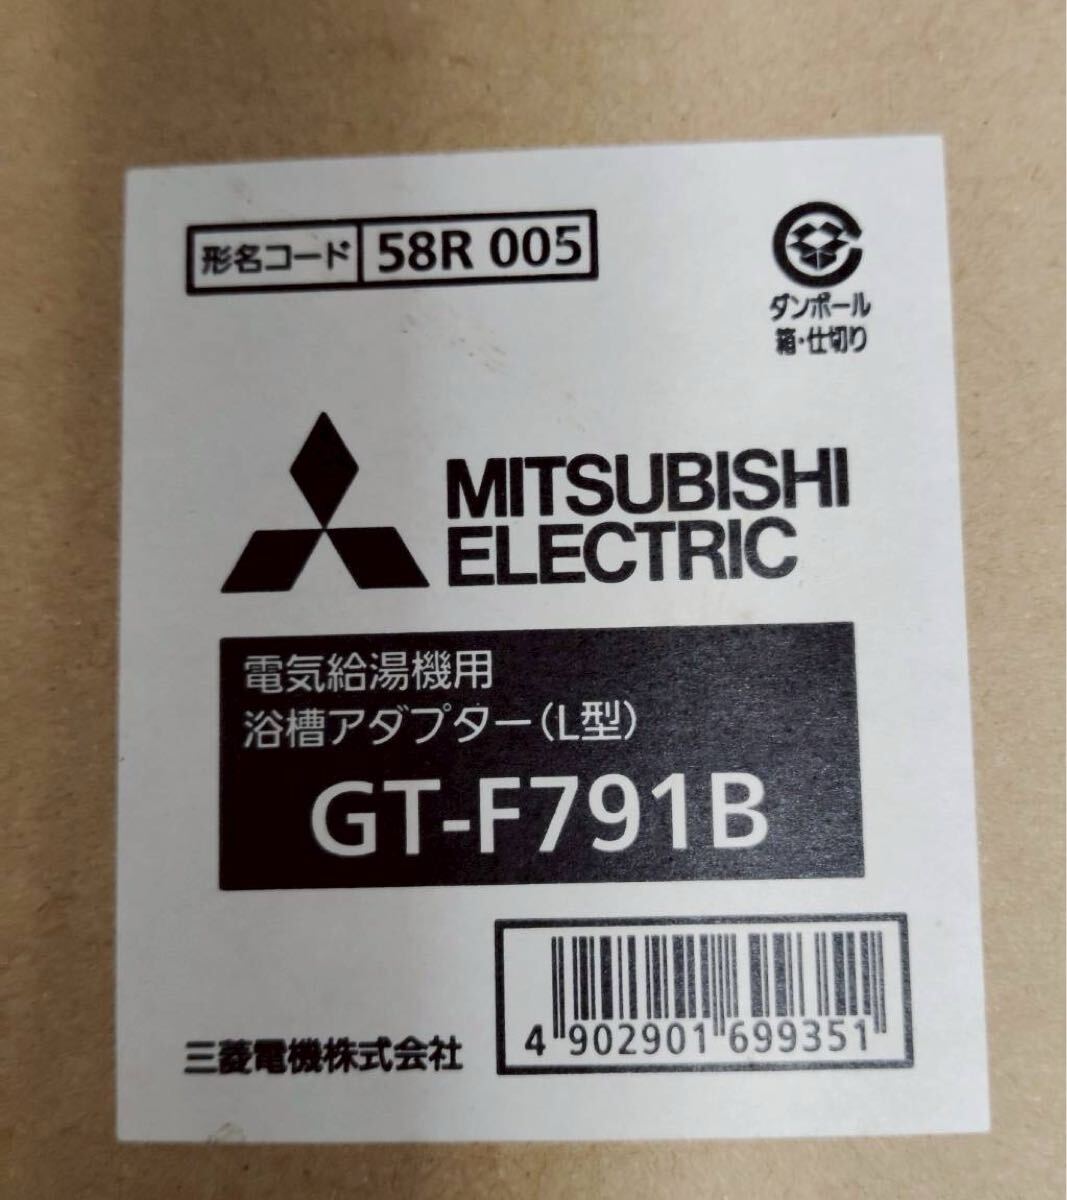 形名コード 58R 005
ダンボール
箱・仕切り
MITSUBISHI
ELECTRIC
電気給湯機用
浴槽アダプター(L型)
GT-F791B
4 902901 699351
三菱電機株式会社